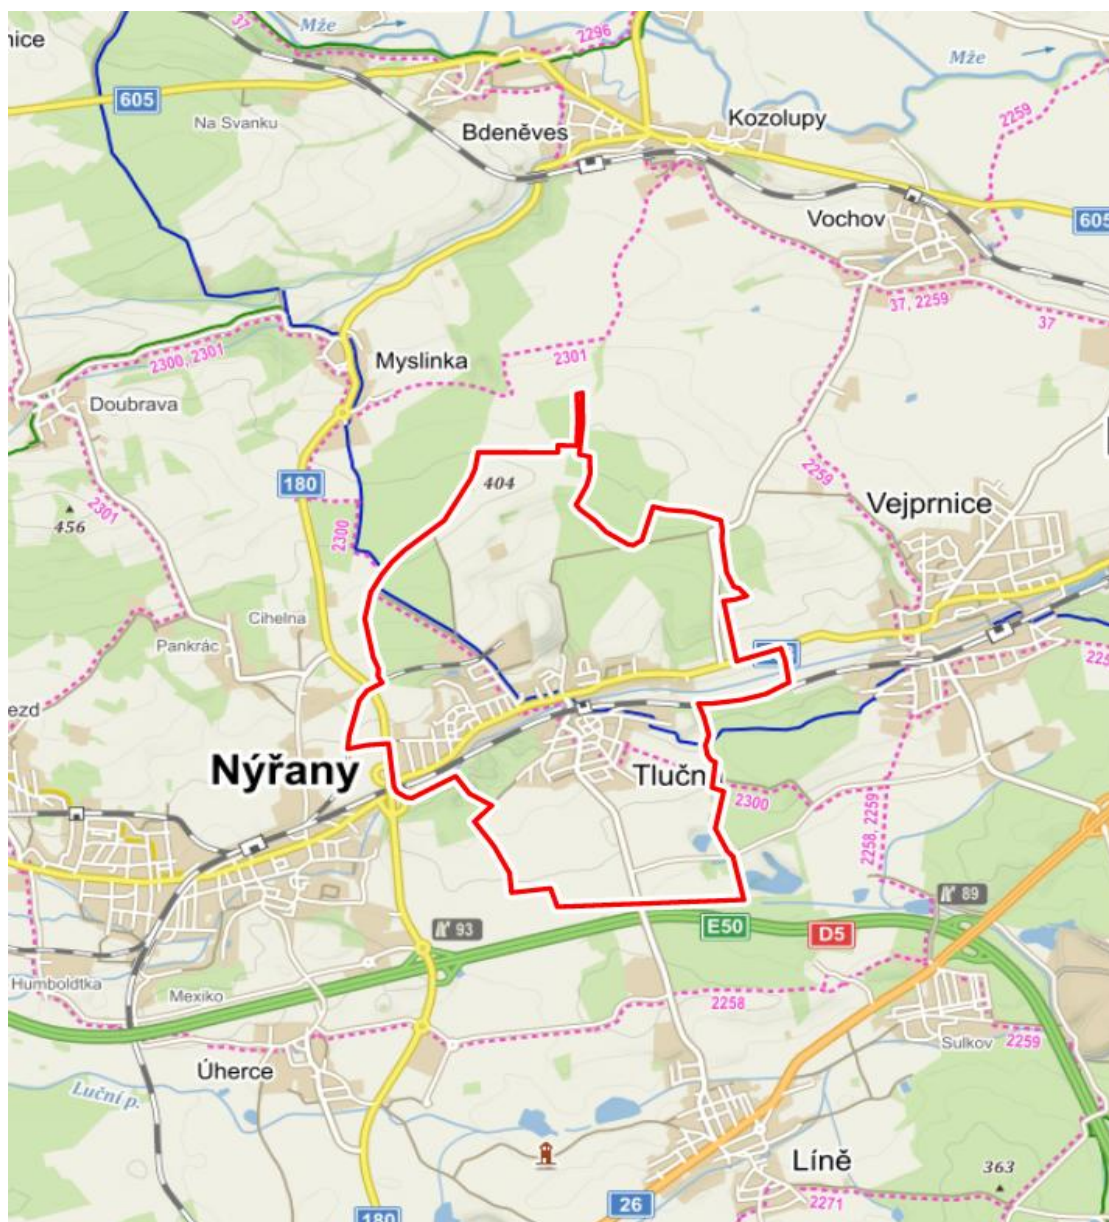 37
Mže
2296
nice
Mže
605
Na Svanku
Bdeněves
Kozolupy
2259
Vochov
605
37, 2259
37
2300, 2301
Myslinka
2301
Doubrava
180
404
2259
Vejprnice
456
2301
2300
Cihelna
Pankrác
ezd
Nýřany
Tlučn
2300
2258, 2259
89
93
E50
D5
Humboldtka
Mexiko
2258
Úherce
Sulkov
2259
Luční p.
Líně
363
26
2271
180